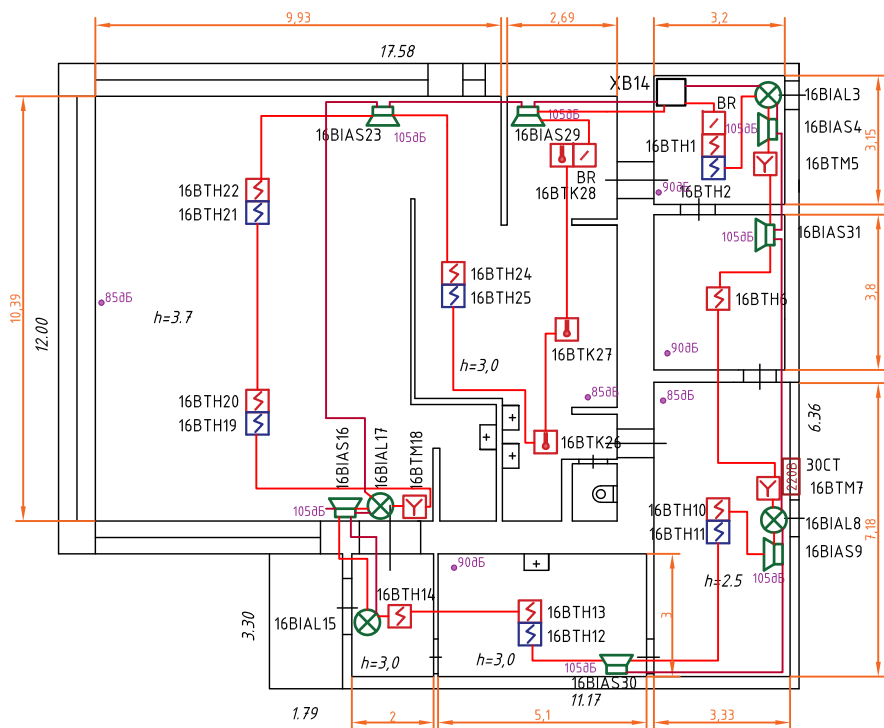 9,93
2,69
3,2
17.58
XB14
BR
16BIAL3
16BIAS23
105дБ
16BIAS29
105дБ
16BTH1
105дБ
16BIAS4
3,15
BR
16BTK28
16BTH2
90дБ
16BTM5
16BTH22
16BTH21
105дБ
16BIAS31
16BTH24
16BTH25
16BTH6
3,8
85дБ
10,39
12.00
h=3.7
16BTK27
h=3,0
90дБ
85дБ
85дБ
16BTH20
16BTH19
6.36
16BTK26
16BIAS16
16BIAL17
16BTM18
105дБ
220В
30СТ
16BTM7
16BTH10
16BTH11
16BIAL8
16BIAS9
7,18
105дБ
h=2.5
90дБ
3
16BTH14
16BTH13
16BTH12
16BIAL15
3.30
h=3,0
h=3,0
105дБ
16BIAS30
11.17
1.79
2
5,1
3,33